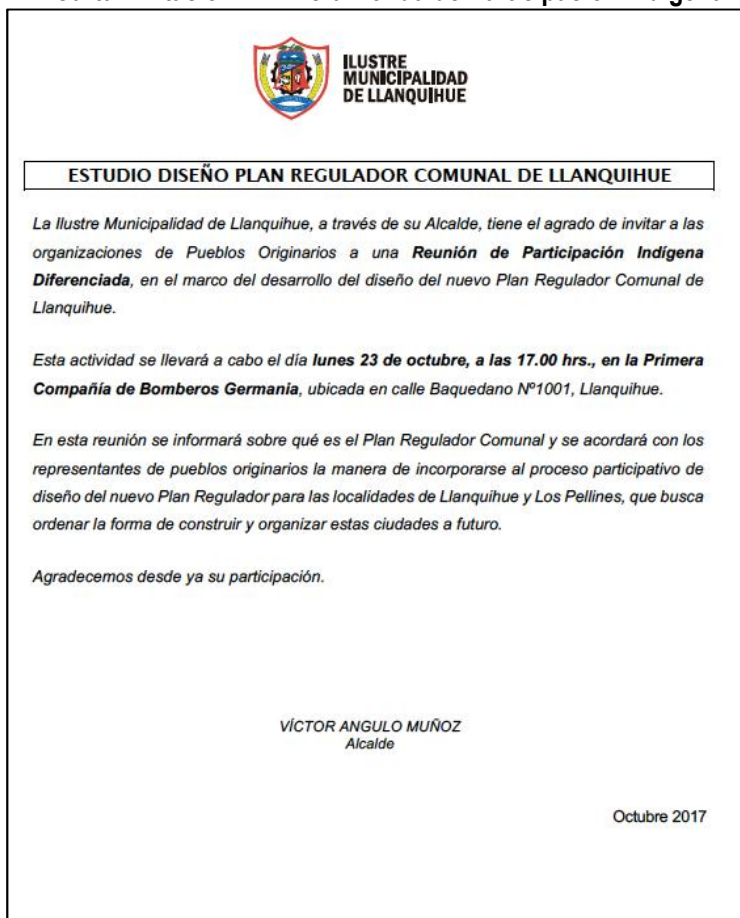 ILUSTRE
MUNICIPALIDAD
DE LLANQUIHUE
ESTUDIO DISEÑO PLAN REGULADOR COMUNAL DE LLANQUIHUE
La Ilustre Municipalidad de Llanquihue, a través de su Alcalde, tiene el agrado de invitar a las
organizaciones de Pueblos Originarios a una Reunión de Participación Indígena
Diferenciada, en el marco del desarrollo del diseño del nuevo Plan Regulador Comunal de
Llanquihue.
Esta actividad se llevará a cabo el día lunes 23 de octubre, a las 17.00 hrs., en la Primera
Compañía de Bomberos Germania, ubicada en calle Baquedano Nº1001, Llanquihue.
En esta reunión se informará sobre qué es el Plan Regulador Comunal y se acordará con los
representantes de pueblos originarios la manera de incorporarse al proceso participativo de
diseño del nuevo Plan Regulador para las localidades de Llanquihue y Los Pellines, que busca
ordenar la forma de construir y organizar estas ciudades a futuro.
Agradecemos desde ya su participación.
VÍCTOR ANGULO MUÑOZ
Alcalde
Octubre 2017